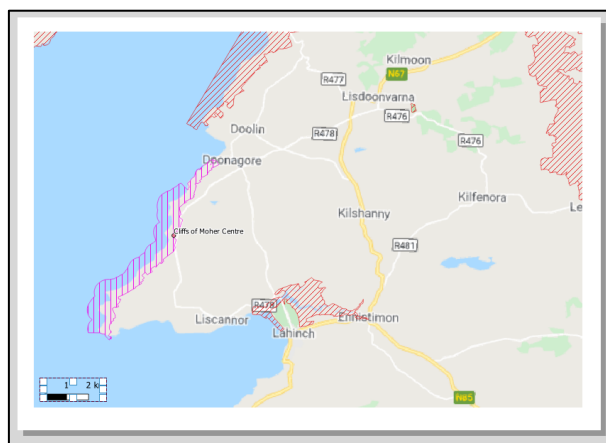 Kilmoon
N67
R477
Lisdoonvarna
R476
Doolin
R478
R476
Doonagore
Kilfenora
Le
Kilshanny
Cliffs of Moher Centre
R481
R478
Liscannor
Ennistimon
Lahinch
1 2 k
N85